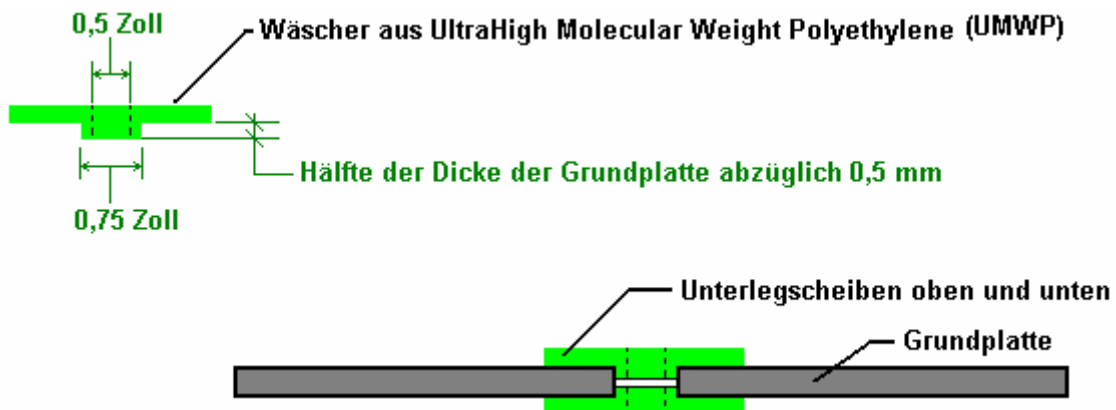 0,5 Zoll
Wäscher aus UltraHigh Molecular Weight Polyethylene (UMWP)
Hälfte der Dicke der Grundplatte abzüglich 0,5 mm
0,75 Zoll
Unterlegscheiben oben und unten
Grundplatte